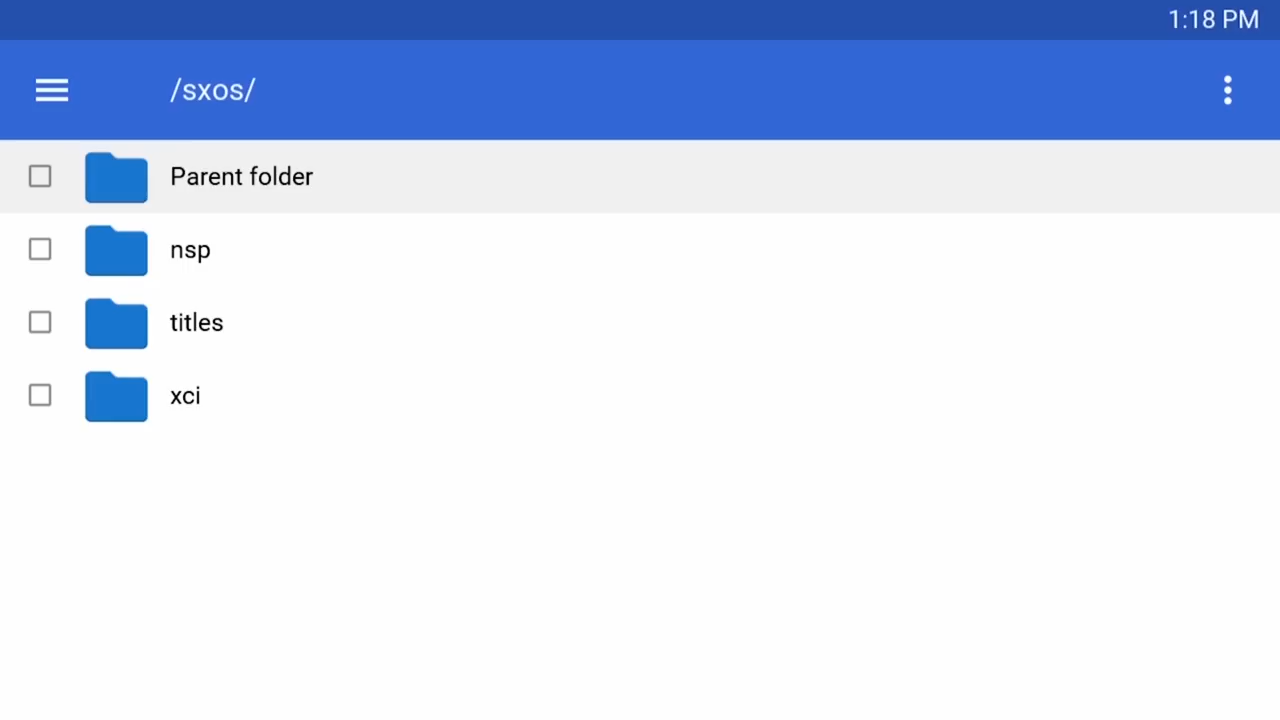 1:18 PM
/sxos/
Parent folder
nsp
titles
xci